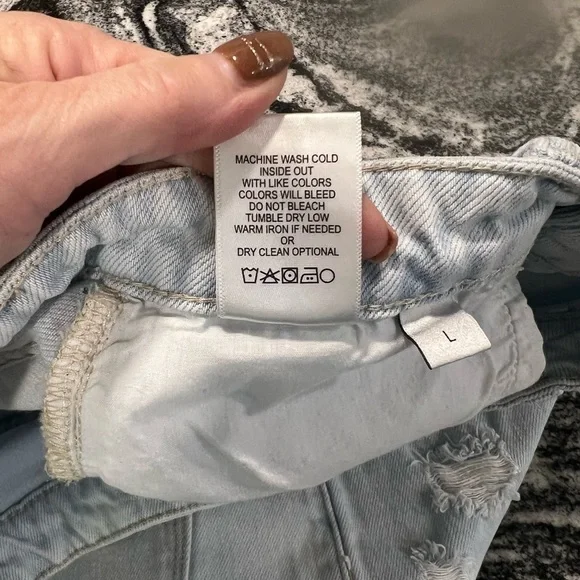 MACHINE WASH COLD
INSIDE OUT
WITH LIKE COLORS
COLORS WILL BLEED
DO NOT BLEACH
TUMBLE DRY LOW
WARM IRON IF NEEDED
OR
DRY CLEAN OPTIONAL
L